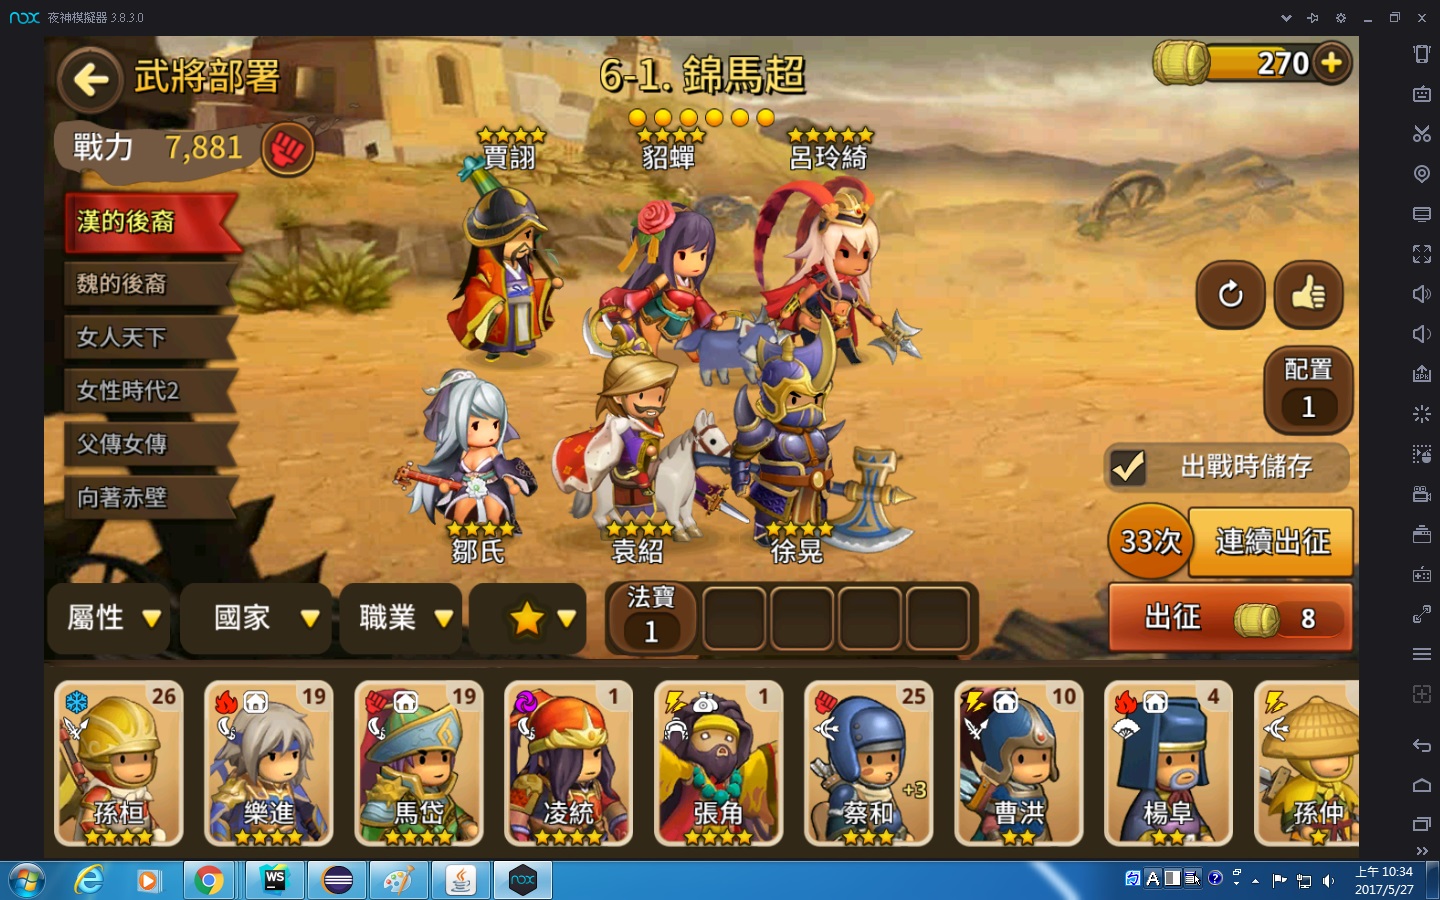 nox 夜神模擬器 3.8.3.0
武將部署
6-1. 錦馬超
270
戰力 7,881
賈詡
貂蟬
呂玲綺
漢的後裔
魏的後裔
女人天下
女性時代2
父傳女傳
向著赤壁
配置
1
出戰時儲存
33次
連續出征
鄒氏
袁紹
徐晃
屬性
國家
職業
法寶
1
出征
8
26
孫桓
19
樂進
19
馬岱
1
凌統
1
張角
25
+3
蔡和
10
曹洪
4
楊阜
孫仲
WS
nox
A
上午 10:34
2017/5/27